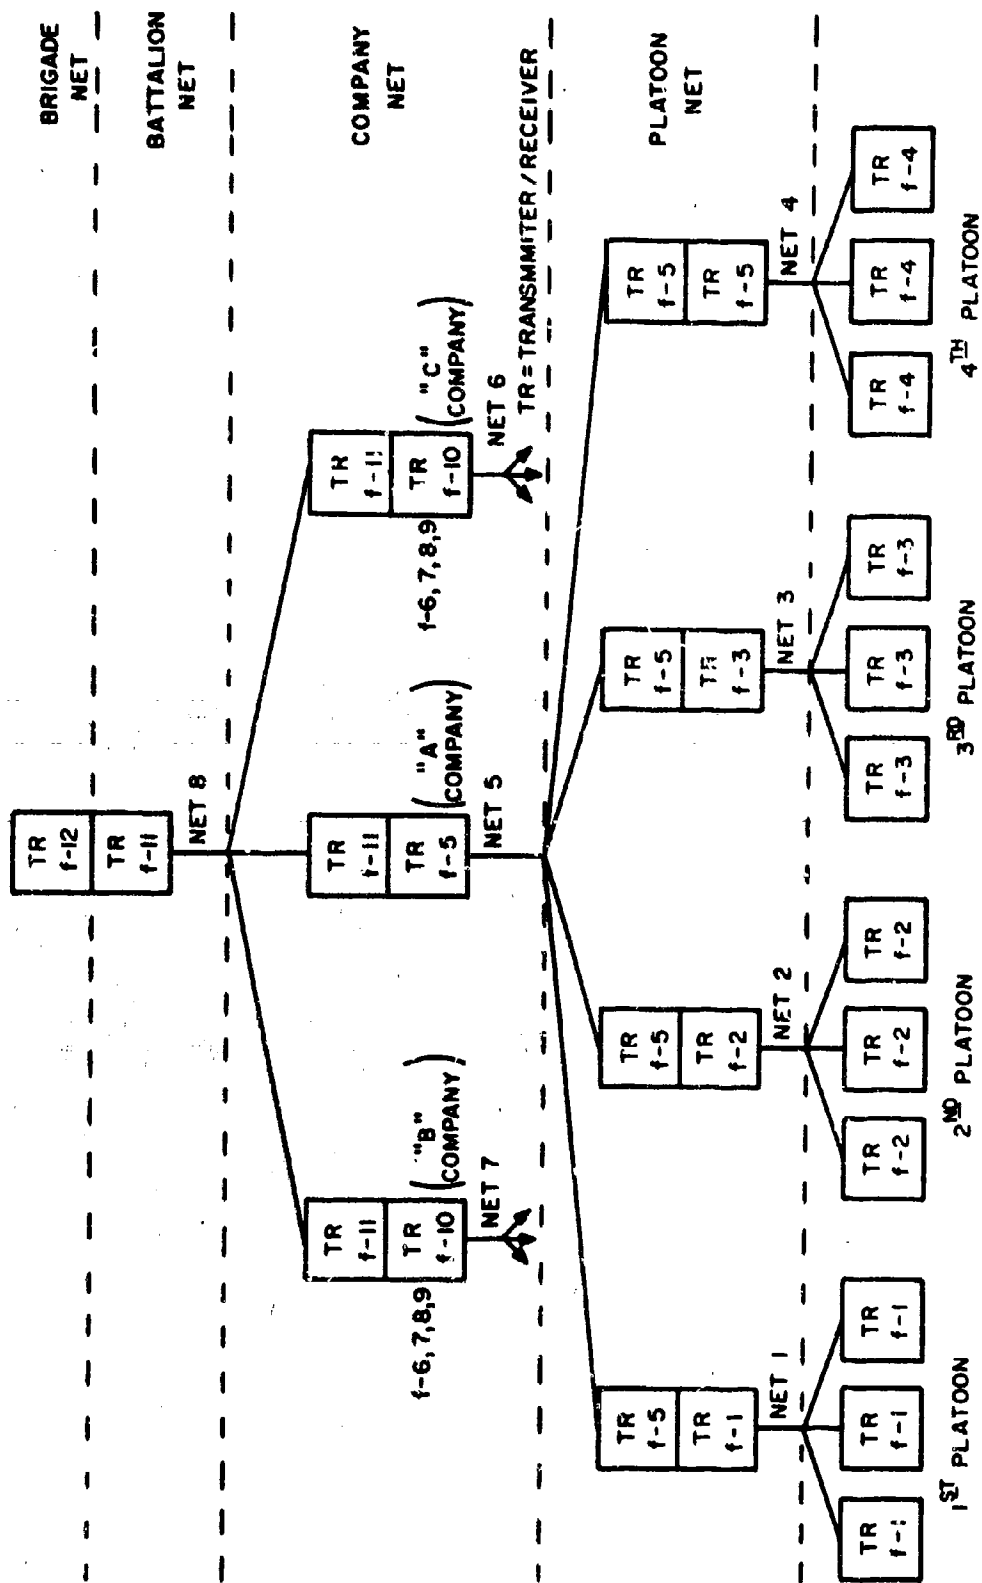 BRIGADE
NET
TR
f-12
TR
f-11
NET 8
BATTALION
NET
TR
f-11
TR
f-10
f-6, 7, 8, 9
("B"
COMPANY)
NET 7
TR
f-11
TR
f-5
("A"
COMPANY)
NET 5
TR
f-11
TR
f-10
f-6, 7, 8, 9
("C"
COMPANY)
NET 6
COMPANY
NET
TR = TRANSMMITER / RECEIVER
TR
f-5
TR
f-1
NET 1
TR
f-5
TR
f-2
NET 2
TR
f-5
TR
f-3
NET 3
TR
f-5
TR
f-5
NET 4
PLATOON
NET
TR
f-1
TR
f-1
TR
f-1
1ST PLATOON
TR
f-2
TR
f-2
TR
f-2
2ND PLATOON
TR
f-3
TR
f-3
TR
f-3
3RD PLATOON
TR
f-4
TR
f-4
TR
f-4
4TH PLATOON